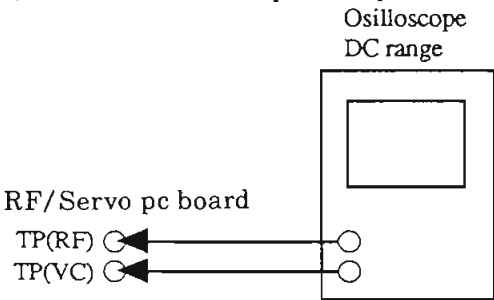 Osilloscope
DC range
RF/Servo pc board
TP(RF)
TP(VC)